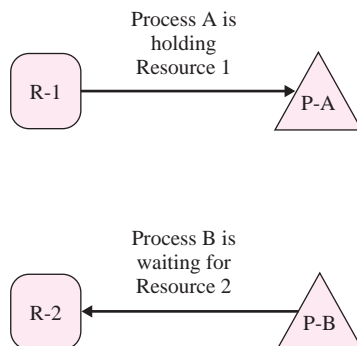 Process A is
holding
Resource 1
R-1
P-A
Process B is
waiting for
Resource 2
R-2
P-B